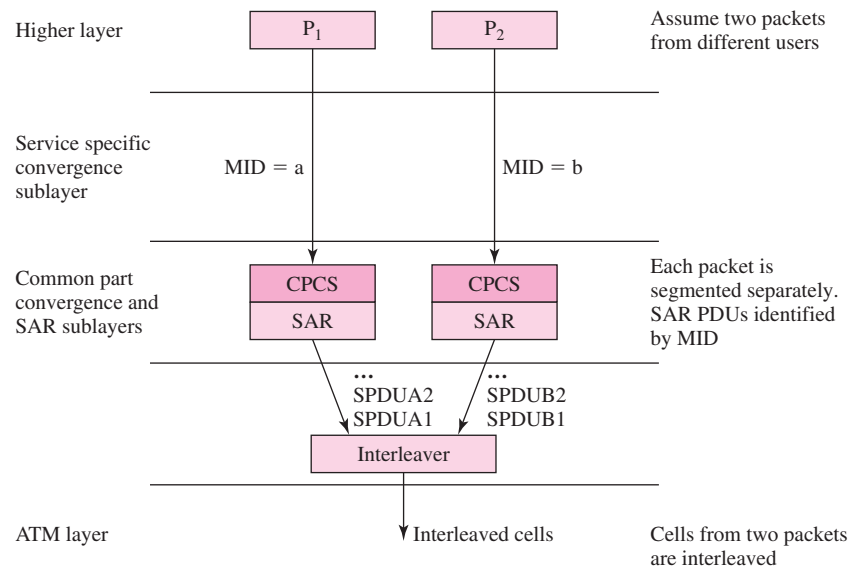 Higher layer
P1
P2
Assume two packets
from different users
Service specific
convergence
sublayer
MID = a
MID = b
Common part
convergence and
SAR sublayers
CPCS
SAR
CPCS
SAR
Each packet is
segmented separately.
SAR PDUs identified
by MID
...
SPDUA2
SPDUA1
...
SPDUB2
SPDUB1
Interleaver
ATM layer
Interleaved cells
Cells from two packets
are interleaved